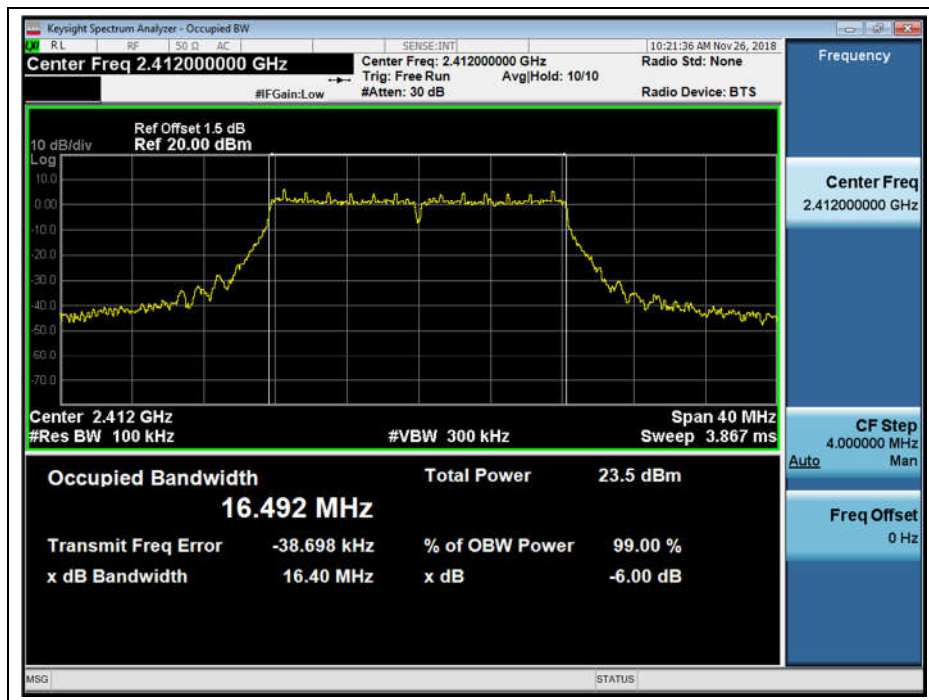 Keysight Spectrum Analyzer - Occupied BW
LXI RL RF 50 Ω AC SENSE:INT 10:21:36 AM Nov 26, 2018
Center Freq 2.412000000 GHz
Center Freq: 2.412000000 GHz
Radio Std: None
Trig: Free Run Avg|Hold: 10/10
#IFGain:Low #Atten: 30 dB Radio Device: BTS
Frequency
Ref Offset 1.5 dB
10 dB/div Ref 20.00 dBm
Log
10.0
0.00
-10.0
-20.0
-30.0
-40.0
-50.0
-60.0
-70.0
Center 2.412 GHz Span 40 MHz
#Res BW 100 kHz #VBW 300 kHz Sweep 3.867 ms
Center Freq
2.412000000 GHz
CF Step
4.000000 MHz
Auto Man
Freq Offset
0 Hz
Occupied Bandwidth Total Power 23.5 dBm
16.492 MHz
Transmit Freq Error -38.698 kHz % of OBW Power 99.00 %
x dB Bandwidth 16.40 MHz x dB -6.00 dB
MSG STATUS